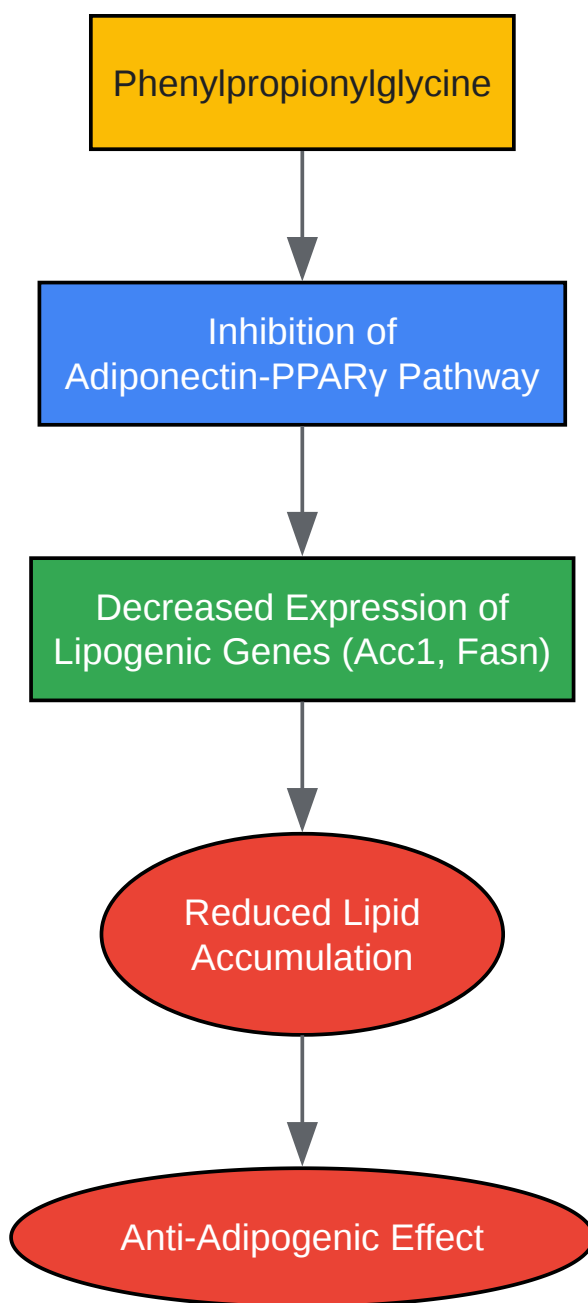 Phenylpropionylglycine
Inhibition of
Adiponectin-PPARγ Pathway
Decreased Expression of
Lipogenic Genes (Acc1, Fasn)
Reduced Lipid
Accumulation
Anti-Adipogenic Effect